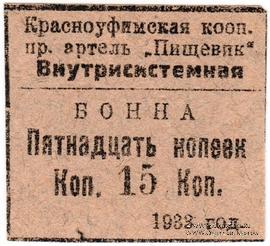 Красноуфимская кооп.
пр. артель „Пищевик"
Внутрисистемная
БОННА
Пятнадцать копеек
Коп. 15 Коп.
1933 год.